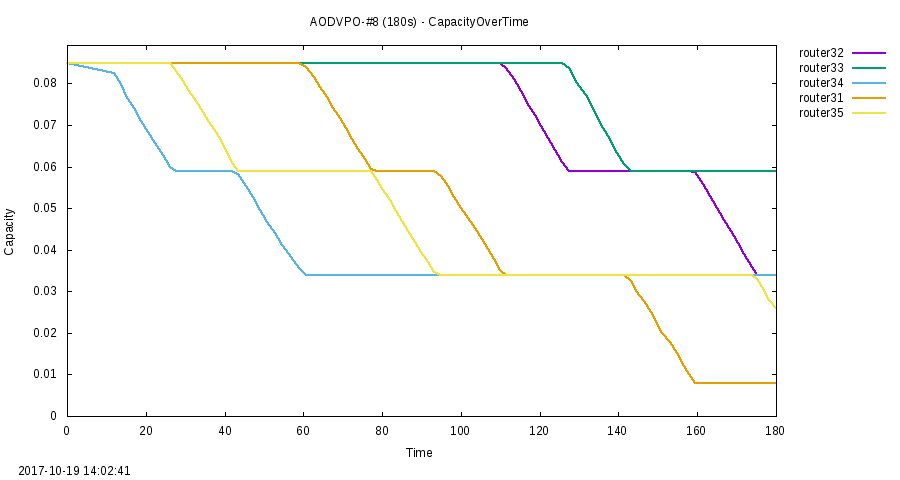 AODVPO-#8 (180s) - CapacityOverTime
router32
router33
router34
router31
router35
0.08
0.07
0.06
0.05
0.04
0.03
0.02
0.01
0
Capacity
0 20 40 60 80 100 120 140 160 180
Time
2017-10-19 14:02:41